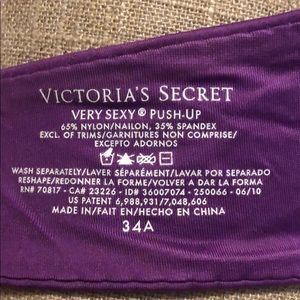 VICTORIA'S SECRET
VERY SEXY® PUSH-UP
65% NYLON/NAILON, 35% SPANDEX
EXCL. OF TRIMS/GARNITURES NON COMPRISE/
EXCEPTO ADORNOS
WASH SEPARATELY/LAVER SÉPARÉMENT/LAVAR POR SEPARADO
RESHAPE/REDONNER LA FORME/VOLVER A DAR LA FORMA
RN# 70817 - CA# 23226 - ID# 36007074 - 250066 - 06/10
US PATENT 6,988,931/7,048,606
MADE IN/FAIT EN/HECHO EN CHINA
34A